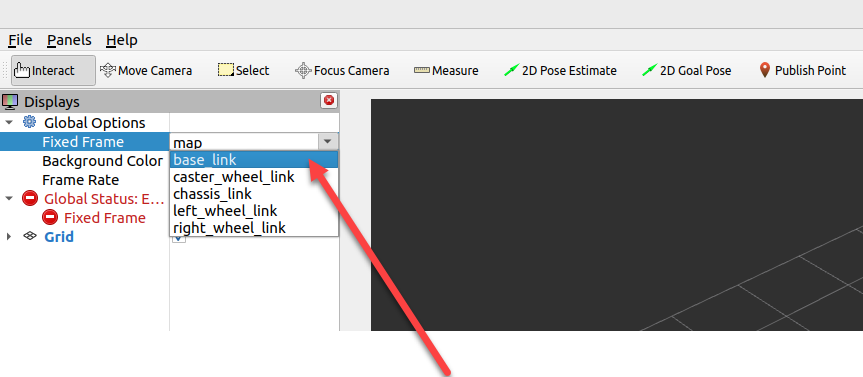 File Panels Help
Interact Move Camera Select Focus Camera Measure 2D Pose Estimate 2D Goal Pose Publish Point
Displays
Global Options
Fixed Frame map
Background Color base_link
caster_wheel_link
Frame Rate
chassis_link
Global Status: E...
left_wheel_link
Fixed Frame
right_wheel_link
Grid